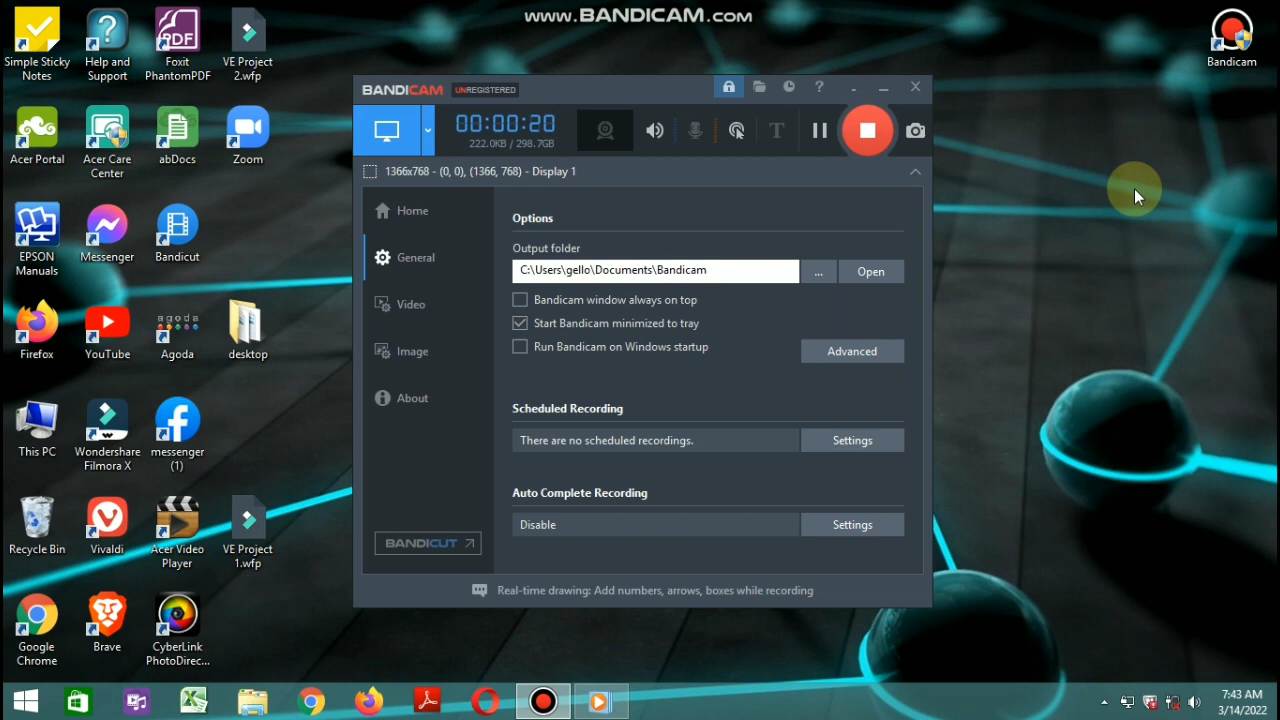 www.BANDICAM.com
Simple Sticky Notes
Help and Support
Foxit PhantomPDF
PDF
VE Project 2.wfp
Bandicam
Acer Portal
Acer Care Center
abDocs
Zoom
EPSON Manuals
Messenger
Bandicut
Firefox
YouTube
agoda
Agoda
desktop
This PC
Wondershare Filmora X
messenger (1)
Recycle Bin
Vivaldi
Acer Video Player
VE Project 1.wfp
Google Chrome
Brave
CyberLink PhotoDirec...
BANDICAM UNREGISTERED
00:00:20
222.0KB / 298.7GB
1366x768 - (0, 0), (1366, 768) - Display 1
Home
General
Video
Image
About
BANDICUT
Options
Output folder
C:\Users\gello\Documents\Bandicam
...
Open
Bandicam window always on top
Start Bandicam minimized to tray
Run Bandicam on Windows startup
Advanced
Scheduled Recording
There are no scheduled recordings.
Settings
Auto Complete Recording
Disable
Settings
Real-time drawing: Add numbers, arrows, boxes while recording
7:43 AM
3/14/2022